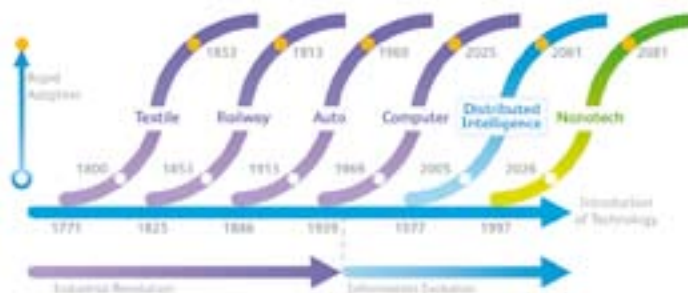 1853
1913
1969
2025
2061
2081
Rapid
Adoption
Textile
Railway
Auto
Computer
Distributed
Intelligence
Nanotech
1800
1853
1913
1969
2005
2026
Introduction
of Technology
1771
1825
1886
1939
1977
1997
Industrial Revolution
Information Evolution